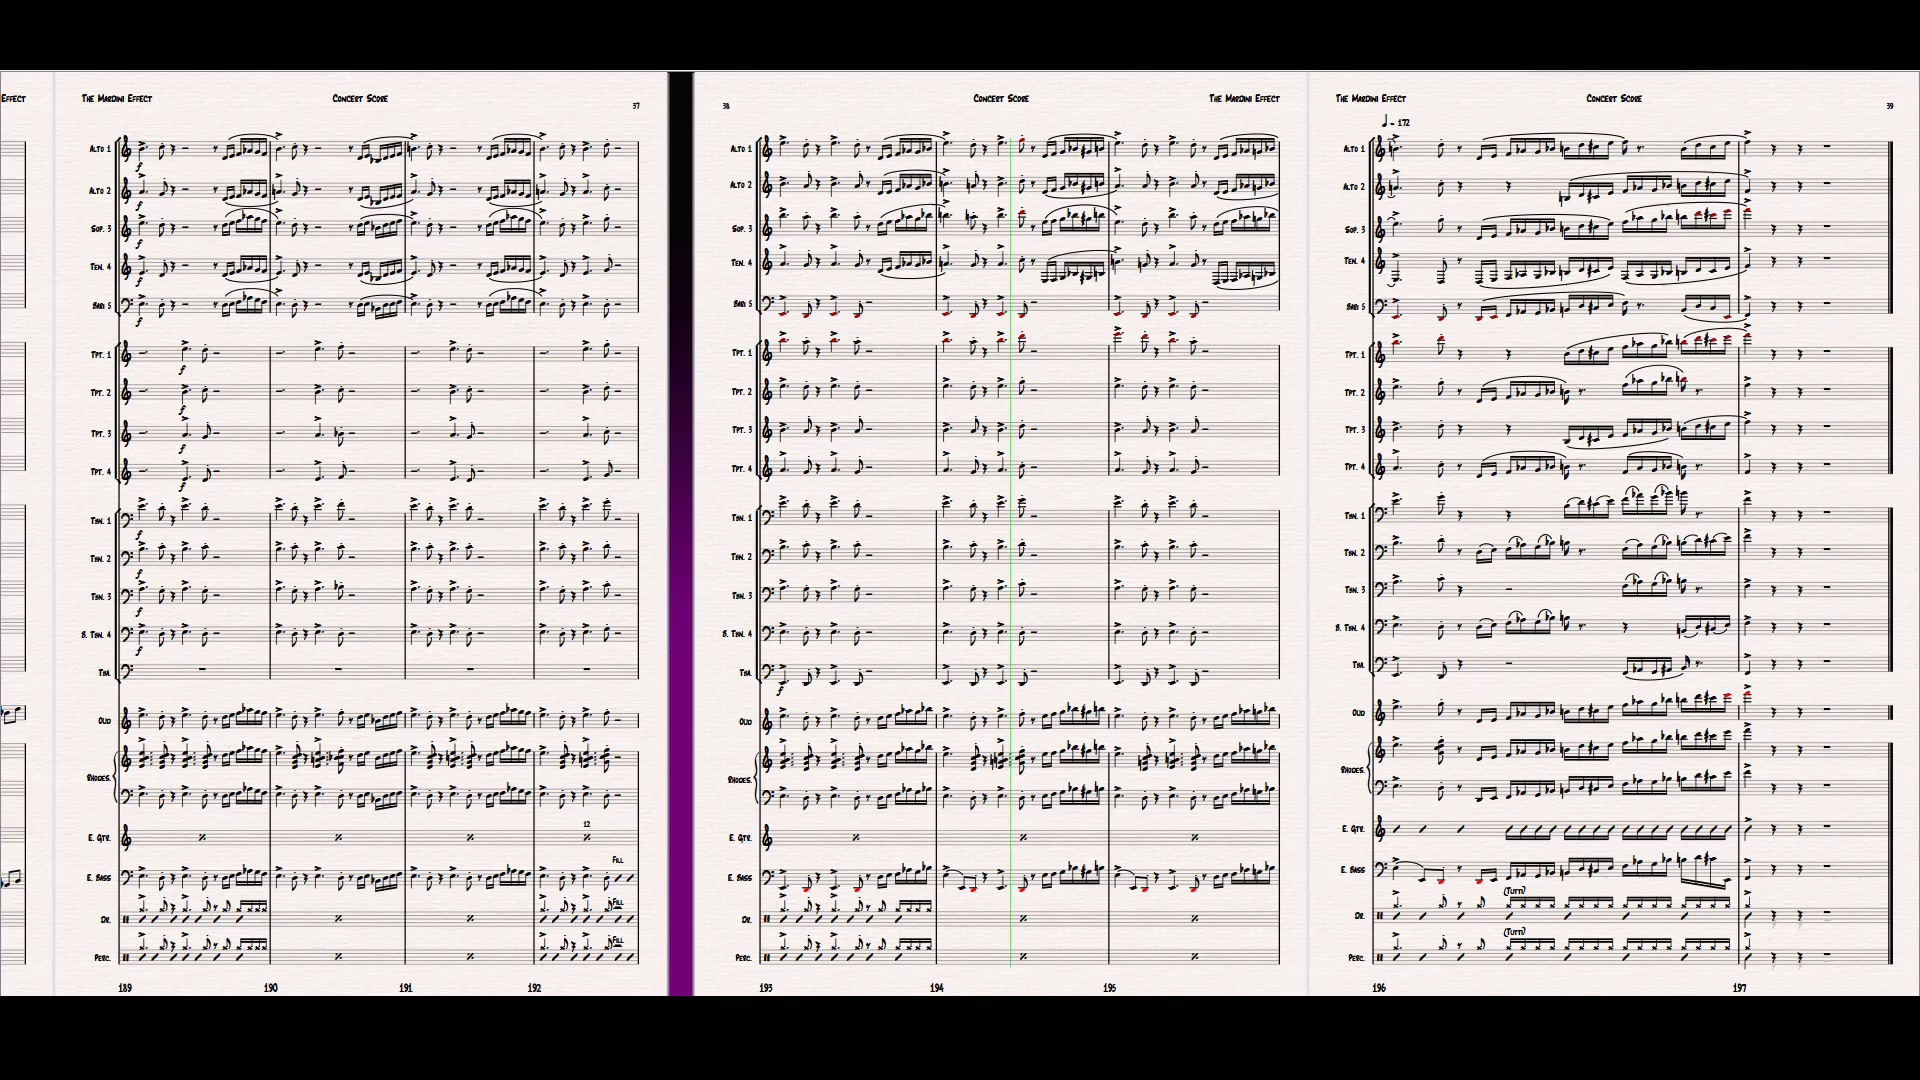 Effect
The Mardini Effect
Concert Score
37
Alto 1
f
Alto 2
f
Sop. 3
f
Ten. 4
f
Bari 5
f
Tpt. 1
f
Tpt. 2
f
Tpt. 3
f
Tpt. 4
f
Tbn. 1
f
Tbn. 2
f
Tbn. 3
f
B. Tbn. 4
f
Tba.
Oud
Rhodes.
12
E. Gtr.
Fill
E. Bass
Fill
Dr.
Fill
Perc.
189
190
191
192
38
Concert Score
The Mardini Effect
Alto 1
Alto 2
Sop. 3
Ten. 4
Bari 5
Tpt. 1
Tpt. 2
Tpt. 3
Tpt. 4
Tbn. 1
Tbn. 2
Tbn. 3
B. Tbn. 4
Tba.
f
Oud
Rhodes.
E. Gtr.
E. Bass
Dr.
Perc.
193
194
195
The Mardini Effect
Concert Score
39
♩ = 172
Alto 1
Alto 2
Sop. 3
Ten. 4
Bari 5
Tpt. 1
Tpt. 2
Tpt. 3
Tpt. 4
Tbn. 1
Tbn. 2
Tbn. 3
B. Tbn. 4
Tba.
Oud
Rhodes.
E. Gtr.
E. Bass
(Turn)
Dr.
(Turn)
Perc.
196
197